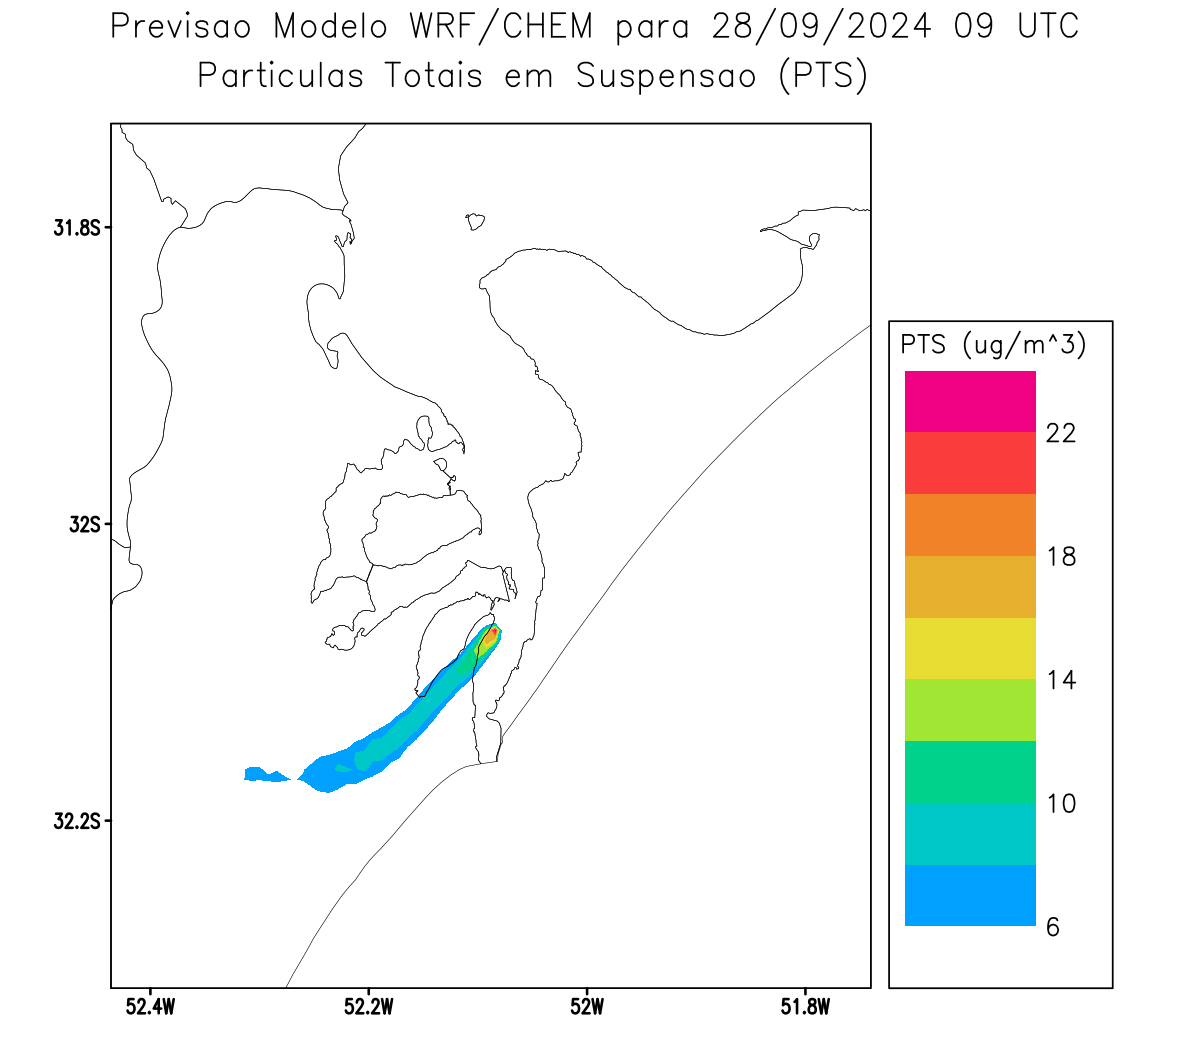 Previsao Modelo WRF/CHEM para 28/09/2024 09 UTC
Particulas Totais em Suspensao (PTS)
31.8S
32S
32.2S
52.4W
52.2W
52W
51.8W
PTS (ug/m^3)
22
18
14
10
6